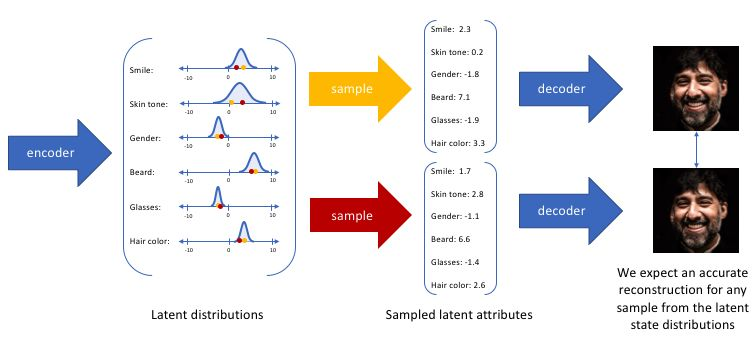 encoder
Smile:
-10 0 10
Skin tone:
-10 0 10
Gender:
-10 0 10
Beard:
-10 0 10
Glasses:
-10 0 10
Hair color:
-10 0 10
Latent distributions
sample
sample
Smile: 2.3
Skin tone: 0.2
Gender: -1.8
Beard: 7.1
Glasses: -1.9
Hair color: 3.3
Smile: 1.7
Skin tone: 2.8
Gender: -1.1
Beard: 6.6
Glasses: -1.4
Hair color: 2.6
Sampled latent attributes
decoder
decoder
We expect an accurate
reconstruction for any
sample from the latent
state distributions